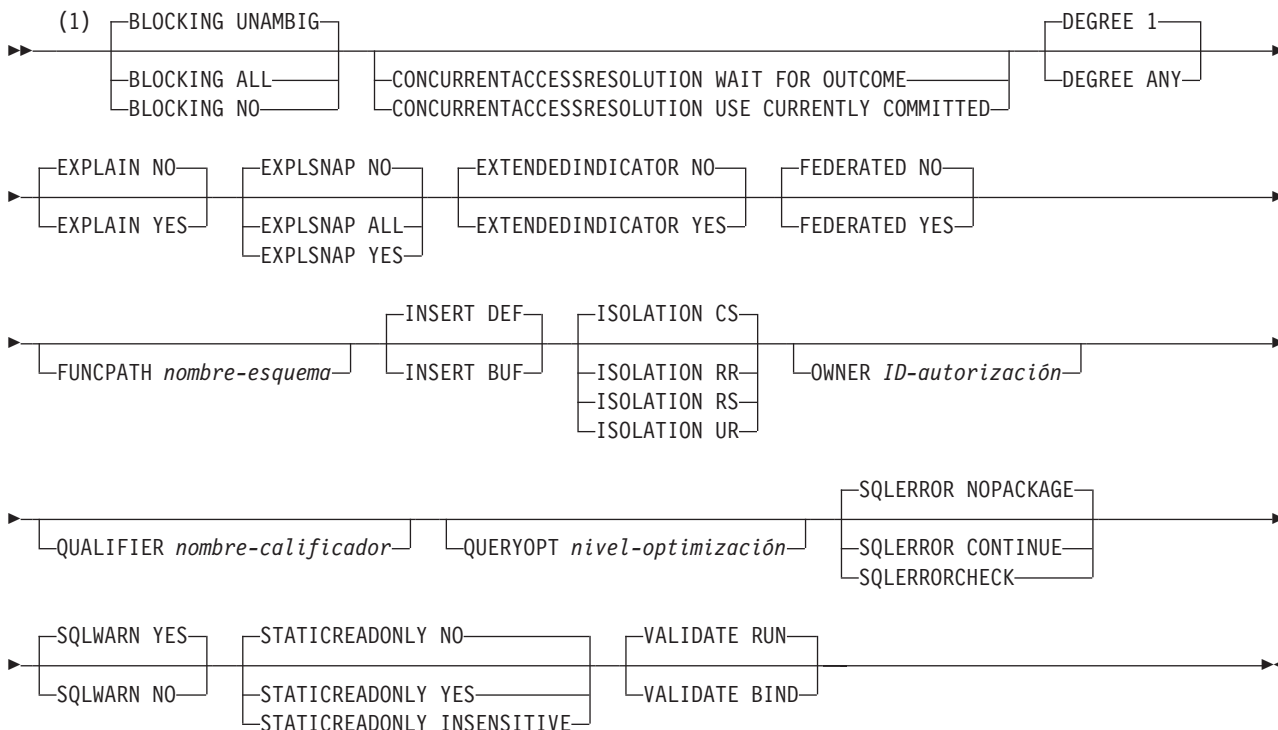 (1) BLOCKING UNAMBIG DEGREE 1
BLOCKING ALL CONCURRENTACCESSRESOLUTION WAIT FOR OUTCOME DEGREE ANY
BLOCKING NO CONCURRENTACCESSRESOLUTION USE CURRENTLY COMMITTED
EXPLAIN NO EXPLSNAP NO EXTENDEDINDICATOR NO FEDERATED NO
EXPLAIN YES EXPLSNAP ALL EXTENDEDINDICATOR YES FEDERATED YES
EXPLSNAP YES
INSERT DEF ISOLATION CS
FUNCPATH nombre-esquema INSERT BUF ISOLATION RR OWNER ID-autorización
ISOLATION RS
ISOLATION UR
SQLERROR NOPACKAGE
QUALIFIER nombre-calificador QUERYOPT nivel-optimización SQLERROR CONTINUE
SQLERRORCHECK
SQLWARN YES STATICREADONLY NO VALIDATE RUN
SQLWARN NO STATICREADONLY YES VALIDATE BIND
STATICREADONLY INSENSITIVE